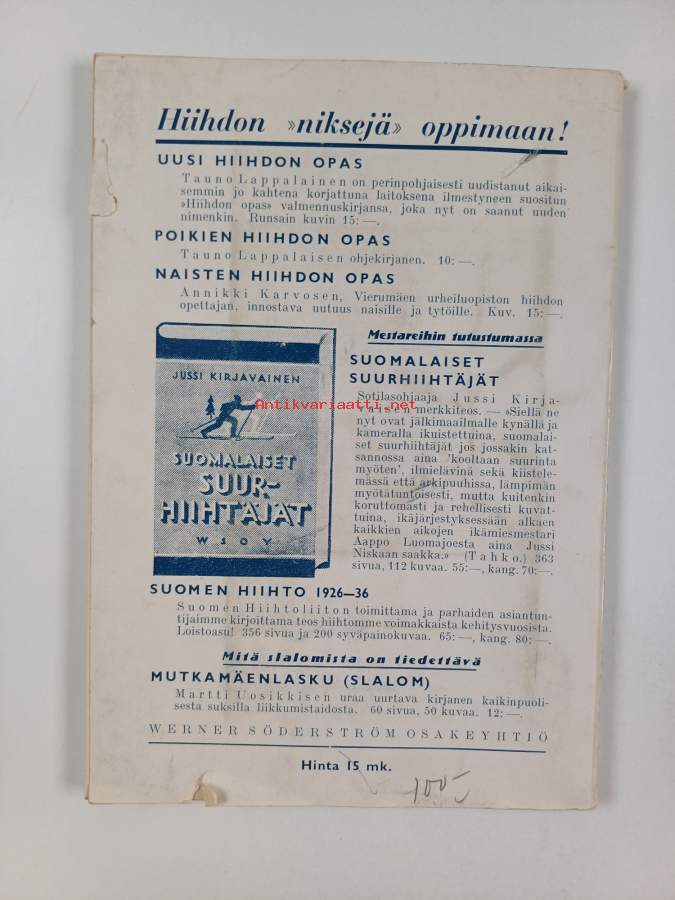 Hiihdon »niksejä» oppimaan!
UUSI HIIHDON OPAS
Tauno Lappalainen on perinpohjaisesti uudistanut aikai-
semmin jo kahtena korjattuna laitoksena ilmestyneen suositun
»Hiihdon opas» valmennuskirjansa, joka nyt on saanut uuden
nimenkin. Runsain kuvin 15: —.
POIKIEN HIIHDON OPAS
Tauno Lappalaisen ohjekirjanen. 10: —.
NAISTEN HIIHDON OPAS
Annikki Karvosen, Vierumäen urheiluopiston hiihdon
opettajan, innostava uutuus naisille ja tytöille. Kuv. 15: —.
JUSSI KIRJAVAINEN
SUOMALAISET
SUUR-
HIIHTÄJÄT
WSOY
Mestareihin tutustumassa
SUOMALAISET
SUURHIIHTÄJÄT
Sotilasohjaaja Jussi Kirja-
vaisen merkkiteos. — »Siellä ne
nyt ovat jälkimaailmalle kynällä ja
kameralla ikuistettuina, suomalai-
set suurhiihtäjät jos jossakin kat-
sannossa aina 'kooltaan suurinta
myöten', ilmielävinä sekä kiistele-
mässä että arkipuuhissa, lämpimän
myötätuntoisesti, mutta kuitenkin
koruttomasti ja rehellisesti kuvat-
tuina, ikäjärjestyksessään alkaen
kaikkien aikojen ikämiesmestari
Aappo Luomajoesta aina Jussi
Niskaan saakka.» (Tahko.) 363
sivua, 112 kuvaa. 55: —, kang. 70: —.
SUOMEN HIIHTO 1926—36
Suomen Hiihtoliiton toimittama ja parhaiden asiantun-
tijaimme kirjoittama teos hiihtomme voimakkaista kehitysvuosista.
Loistoasu! 356 sivua ja 200 syväpainokuvaa. 65: —, kang. 80: —.
Mitä slalomista on tiedettävä
MUTKAMÄENLASKU (SLALOM)
Martti Uosikkisen uraa uurtava kirjanen kaikinpuoli-
sesta suksilla liikkumistaidosta. 60 sivua, 50 kuvaa. 12: —.
WERNER SÖDERSTRÖM OSAKEYHTIÖ
Hinta 15 mk.
100-
Antikvariaatti.net